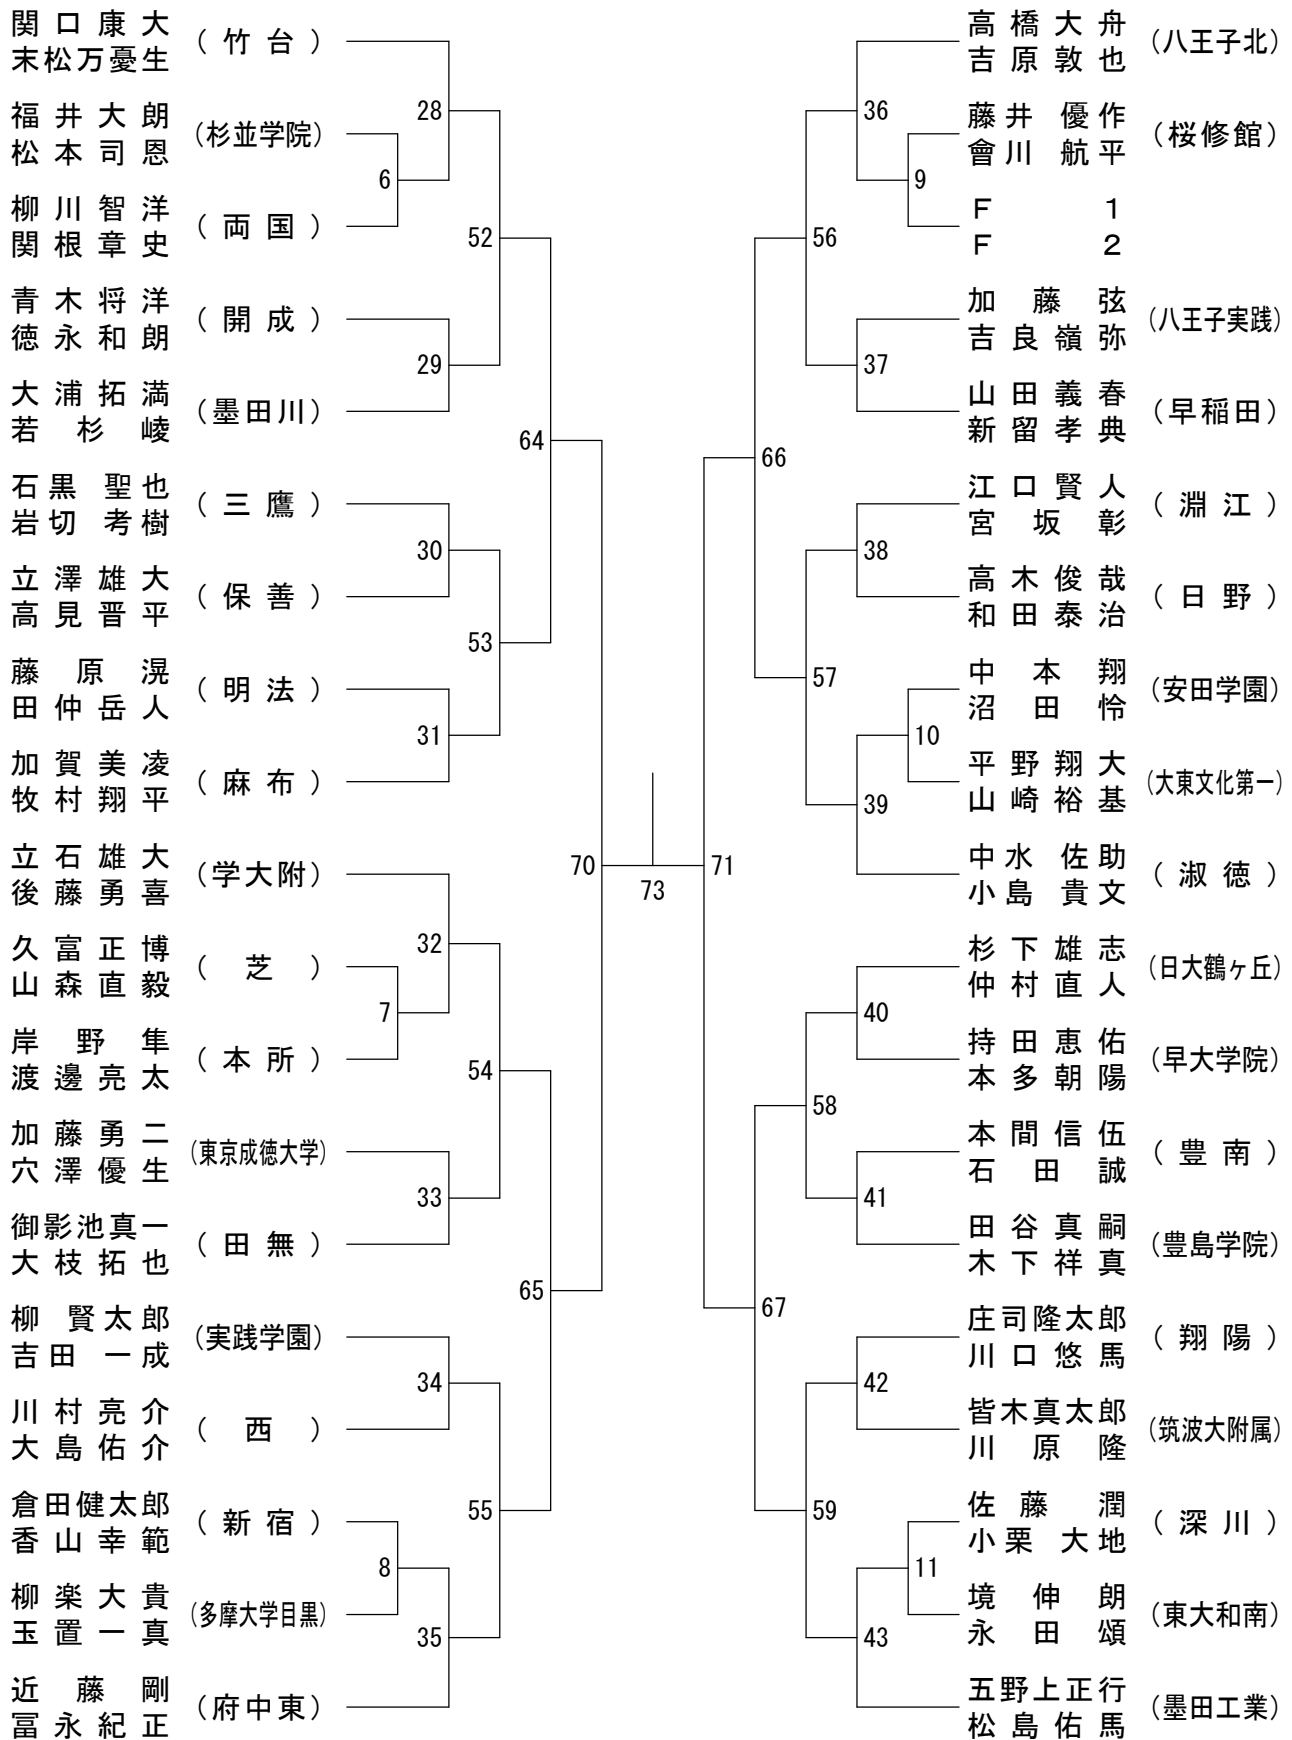 関口康大
末松万憂生
(竹台)
福井大朗
松本司恩
(杉並学院)
柳川智洋
関根章史
(両国)
青木将洋
徳永和朗
(開成)
大浦拓満
若杉崚
(墨田川)
石黒聖也
岩切考樹
(三鷹)
立澤雄大
高見晋平
(保善)
藤原滉
田仲岳人
(明法)
加賀美凌
牧村翔平
(麻布)
立石雄大
後藤勇喜
(学大附)
久富正博
山森直毅
(芝)
岸野隼
渡邊亮太
(本所)
加藤勇二
穴澤優生
(東京成徳大学)
御影池真一
大枝拓也
(田無)
柳賢太郎
吉田一成
(実践学園)
川村亮介
大島佑介
(西)
倉田健太郎
香山幸範
(新宿)
柳楽大貴
玉置一真
(多摩大学目黒)
近藤剛
冨永紀正
(府中東)
28
6
52
29
64
30
53
31
70
32
7
54
33
65
34
55
8
35
73
71
36
9
56
37
66
38
57
10
39
40
58
41
67
42
59
11
43
高橋大舟
吉原敦也
(八王子北)
藤井優作
會川航平
(桜修館)
F 1
F 2
加藤弦
吉良嶺弥
(八王子実践)
山田義春
新留孝典
(早稲田)
江口賢人
宮坂彰
(淵江)
高木俊哉
和田泰治
(日野)
中本翔
沼田怜
(安田学園)
平野翔大
山崎裕基
(大東文化第一)
中水佐助
小島貴文
(淑徳)
杉下雄志
仲村直人
(日大鶴ヶ丘)
持田恵佑
本多朝陽
(早大学院)
本間信伍
石田誠
(豊南)
田谷真嗣
木下祥真
(豊島学院)
庄司隆太郎
川口悠馬
(翔陽)
皆木真太郎
川原隆
(筑波大附属)
佐藤潤
小栗大地
(深川)
境伸朗
永田頌
(東大和南)
五野上正行
松島佑馬
(墨田工業)